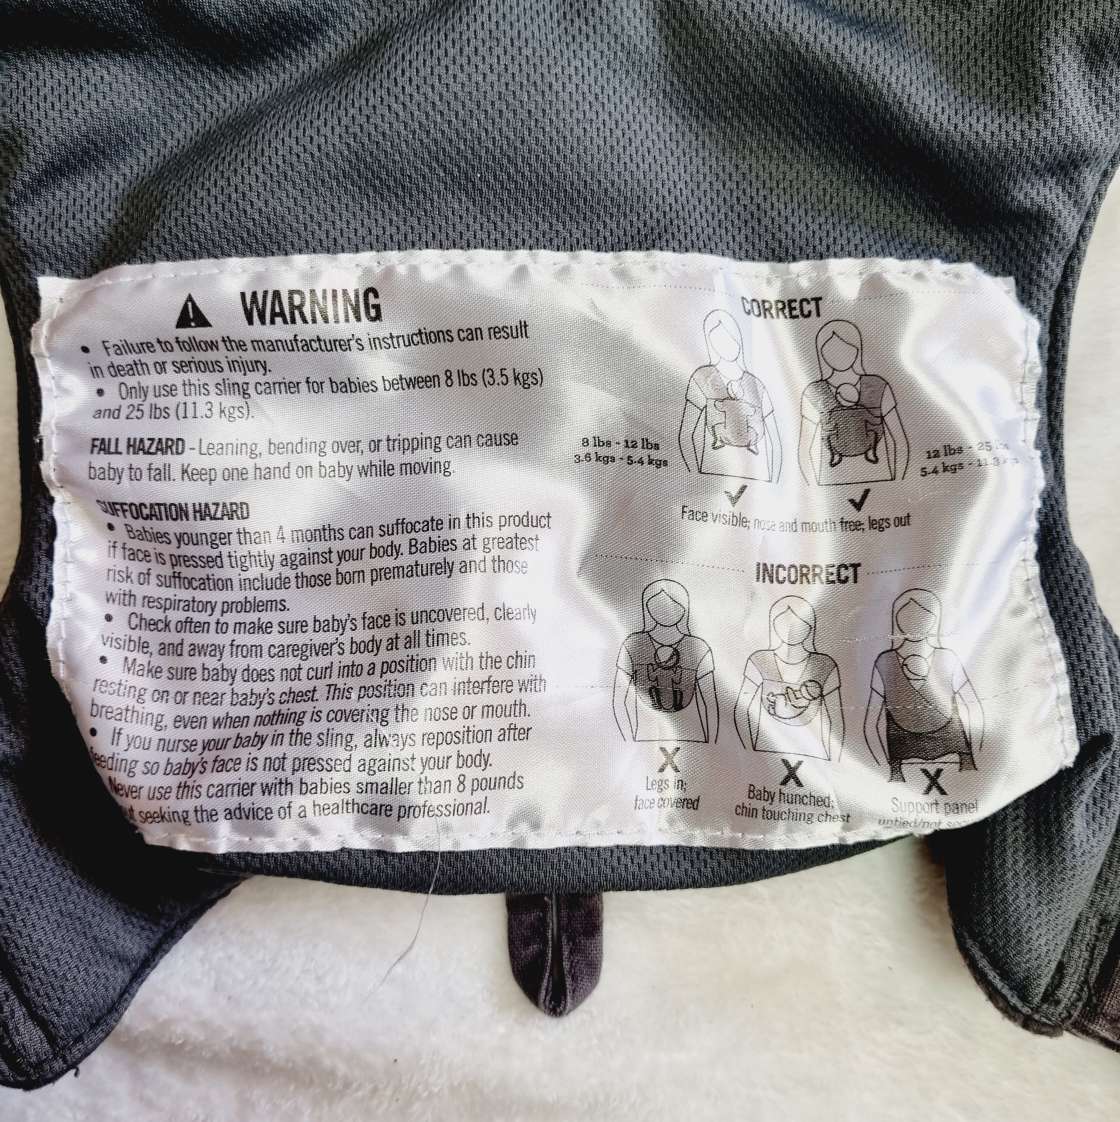 WARNING
• Failure to follow the manufacturer's instructions can result
in death or serious injury.
• Only use this sling carrier for babies between 8 lbs (3.5 kgs)
and 25 lbs (11.3 kgs).
FALL HAZARD - Leaning, bending over, or tripping can cause
baby to fall. Keep one hand on baby while moving.
SUFFOCATION HAZARD
• Babies younger than 4 months can suffocate in this product
if face is pressed tightly against your body. Babies at greatest
risk of suffocation include those born prematurely and those
with respiratory problems.
• Check often to make sure baby's face is uncovered, clearly
visible, and away from caregiver's body at all times.
• Make sure baby does not curl into a position with the chin
resting on or near baby's chest. This position can interfere with
breathing, even when nothing is covering the nose or mouth.
• If you nurse your baby in the sling, always reposition after
feeding so baby's face is not pressed against your body.
Never use this carrier with babies smaller than 8 pounds
seeking the advice of a healthcare professional.
CORRECT
8 lbs - 12 lbs
3.6 kgs - 5.4 kgs
12 lbs - 25
5.4 kgs - 11.3
Face visible; nose and mouth free; legs out
INCORRECT
Legs in;
face covered
Baby hunched;
chin touching chest
Support panel
untied/not